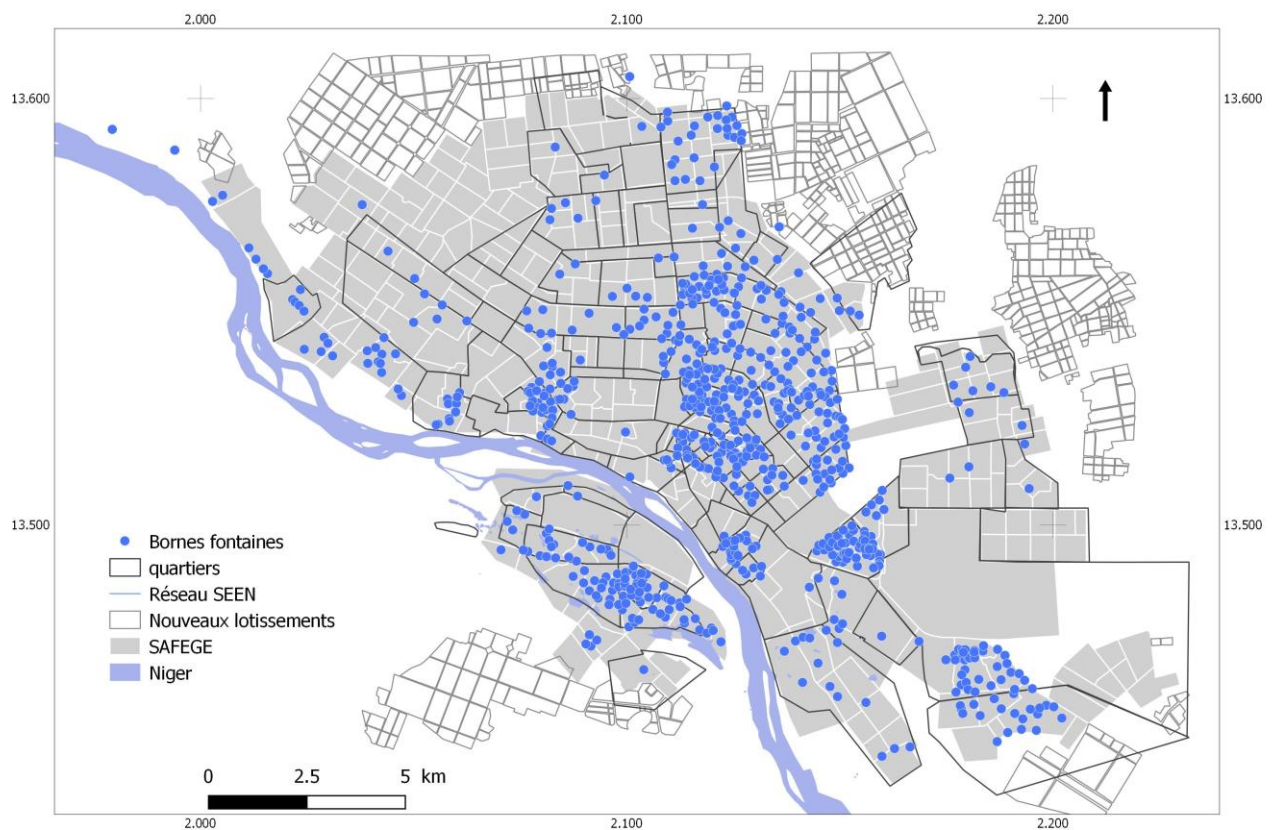 2.000 2.100 2.200
13.600 13.600
13.500 13.500
Bornes fontaines
quartiers
Réseau SEEN
Nouveaux lotissements
SAFEGE
Niger
0 2.5 5 km
2.000 2.100 2.200